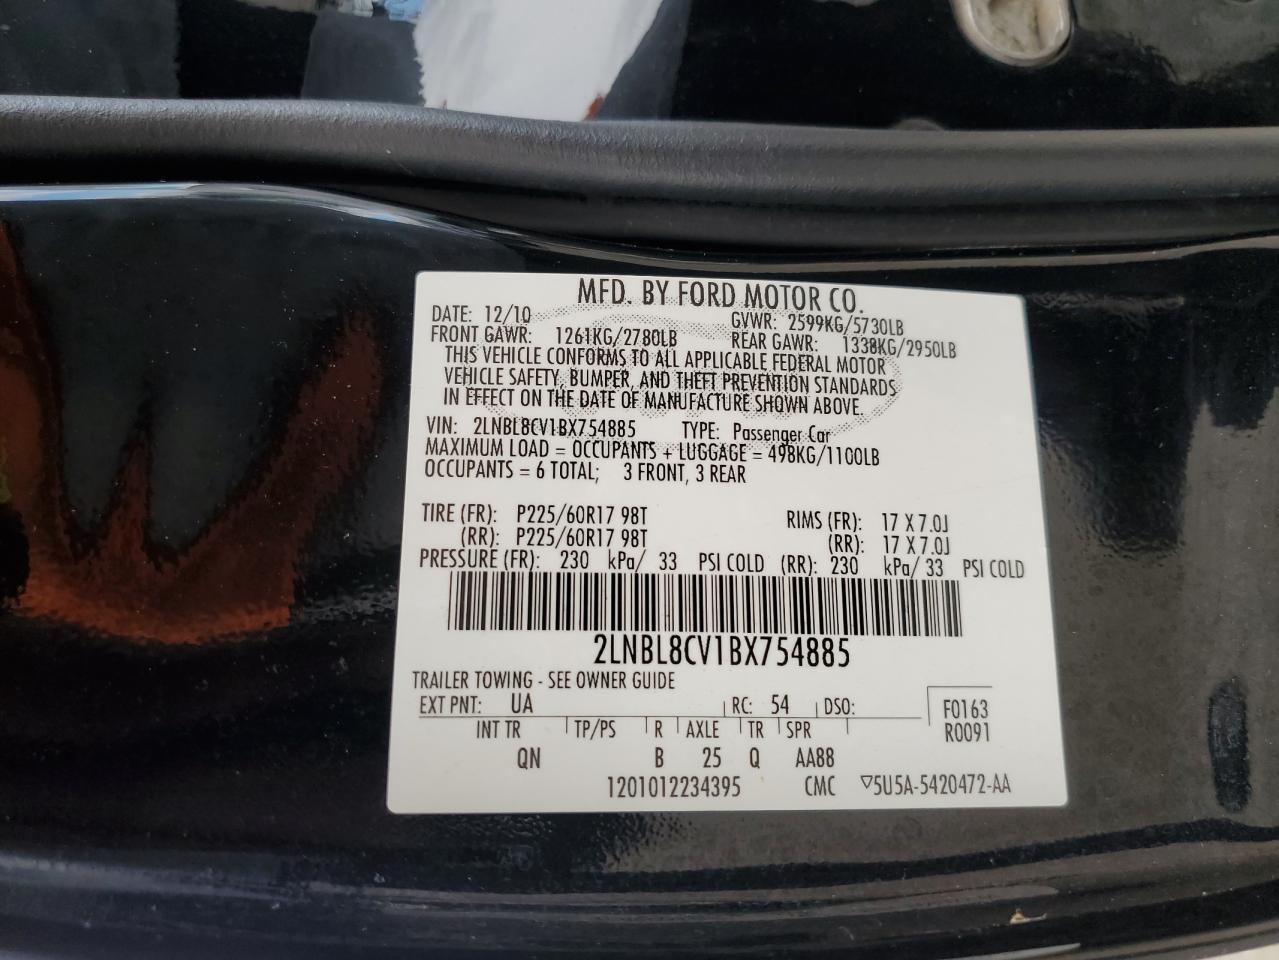 MFD. BY FORD MOTOR CO.
DATE: 12/10 GVWR: 2599KG/5730LB
FRONT GAWR: 1261KG/2780LB REAR GAWR: 1338KG/2950LB
THIS VEHICLE CONFORMS TO ALL APPLICABLE FEDERAL MOTOR
VEHICLE SAFETY, BUMPER, AND THEFT PREVENTION STANDARDS
IN EFFECT ON THE DATE OF MANUFACTURE SHOWN ABOVE.
VIN: 2LNBL8CV1BX754885 TYPE: Passenger Car
MAXIMUM LOAD = OCCUPANTS + LUGGAGE = 498KG/1100LB
OCCUPANTS = 6 TOTAL; 3 FRONT, 3 REAR
TIRE (FR): P225/60R17 98T RIMS (FR): 17 X 7.0J
(RR): P225/60R17 98T (RR): 17 X 7.0J
PRESSURE (FR): 230 kPa/ 33 PSI COLD (RR): 230 kPa/ 33 PSI COLD
2LNBL8CV1BX754885
TRAILER TOWING - SEE OWNER GUIDE
EXT PNT: UA RC: 54 DSO: F0163
INT TR TP/PS R AXLE TR SPR R0091
QN B 25 Q AA88
1201012234395 CMC ▽5U5A-5420472-AA